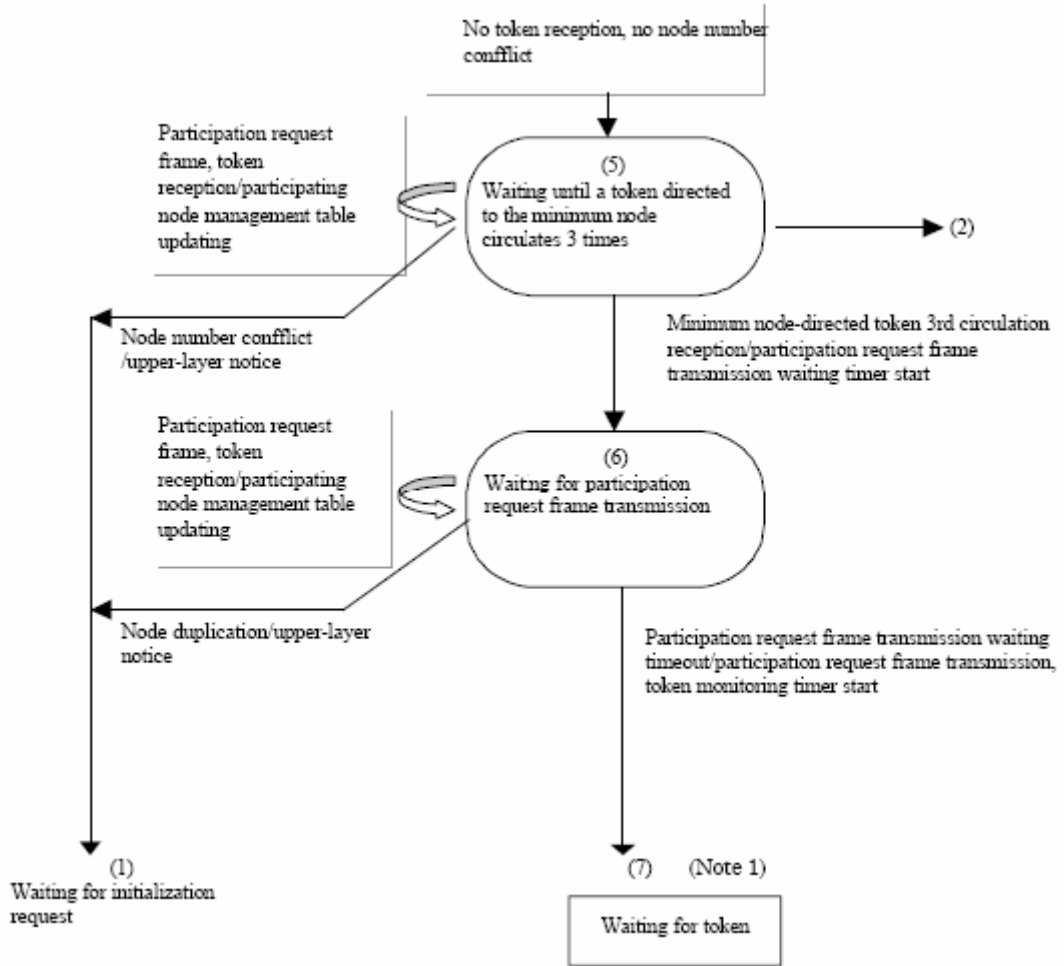 No token reception, no node number
confflict
Participation request
frame, token
reception/participating
node management table
updating
(5)
Waiting until a token directed
to the minimum node
circulates 3 times
(2)
Node number confflict
/upper-layer notice
Minimum node-directed token 3rd circulation
reception/participation request frame
transmission waiting timer start
Participation request
frame, token
reception/participating
node management table
updating
(6)
Waiting for participation
request frame transmission
Node duplication/upper-layer
notice
Participation request frame transmission waiting
timeout/participation request frame transmission,
token monitoring timer start
(1)
Waiting for initialization
request
(7) (Note 1)
Waiting for token